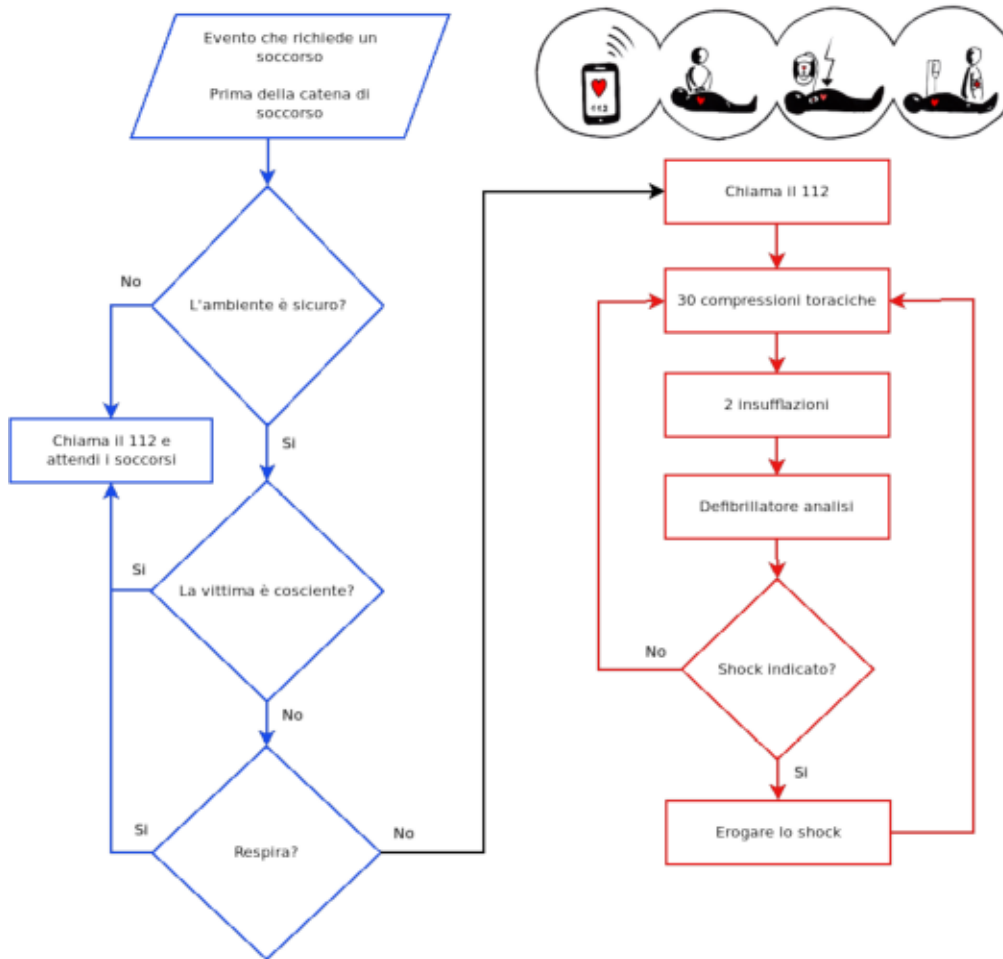 Evento che richiede un
soccorso
Prima della catena di
soccorso
L'ambiente è sicuro?
No
Si
Chiama il 112 e
attendi i soccorsi
La vittima è cosciente?
Si
No
Respira?
Si
No
112
Chiama il 112
30 compressioni toraciche
2 insufflazioni
Defibrillatore analisi
Shock indicato?
No
Si
Erogare lo shock